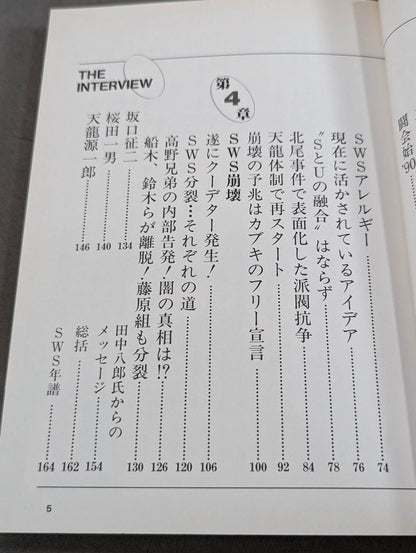 SWSアレルギー………74
現在に活かされているアイデア………76
“SとUの融合”はならず………78
北尾事件で表面化した派閥抗争………84
天龍体制で再スタート………92
崩壊の予兆はカブキのフリー宣言………100
第4章
SWS崩壊
遂にクーデター発生!………106
SWS分裂…それぞれの道………120
高野兄弟の内部告発!闇の真相は!?………126
船木、鈴木らが離脱!藤原組も分裂………130
THE
INTERVIEW
坂口征二………134
桜田一男………140
天龍源一郎………146
田中八郎氏からの
メッセージ………154
総括………162
SWS年譜………164
5